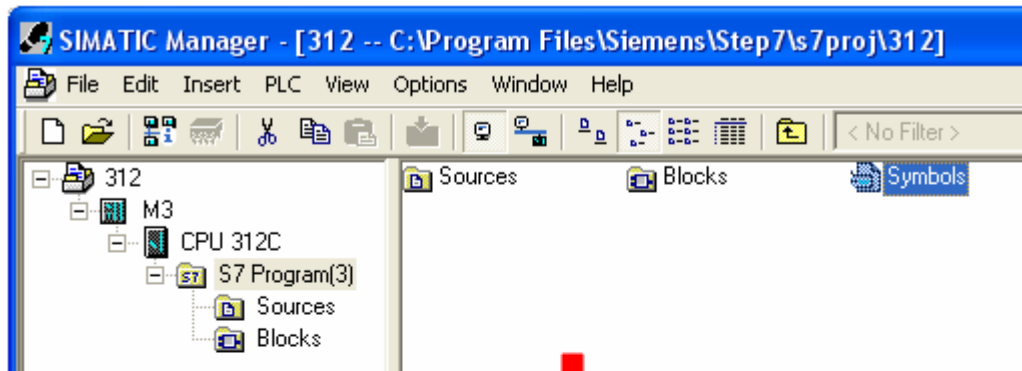 SIMATIC Manager - [312 -- C:\Program Files\Siemens\Step7\s7proj\312]
File Edit Insert PLC View Options Window Help
< No Filter >
312
M3
CPU 312C
S7 S7 Program(3)
Sources
Blocks
Sources Blocks Symbols